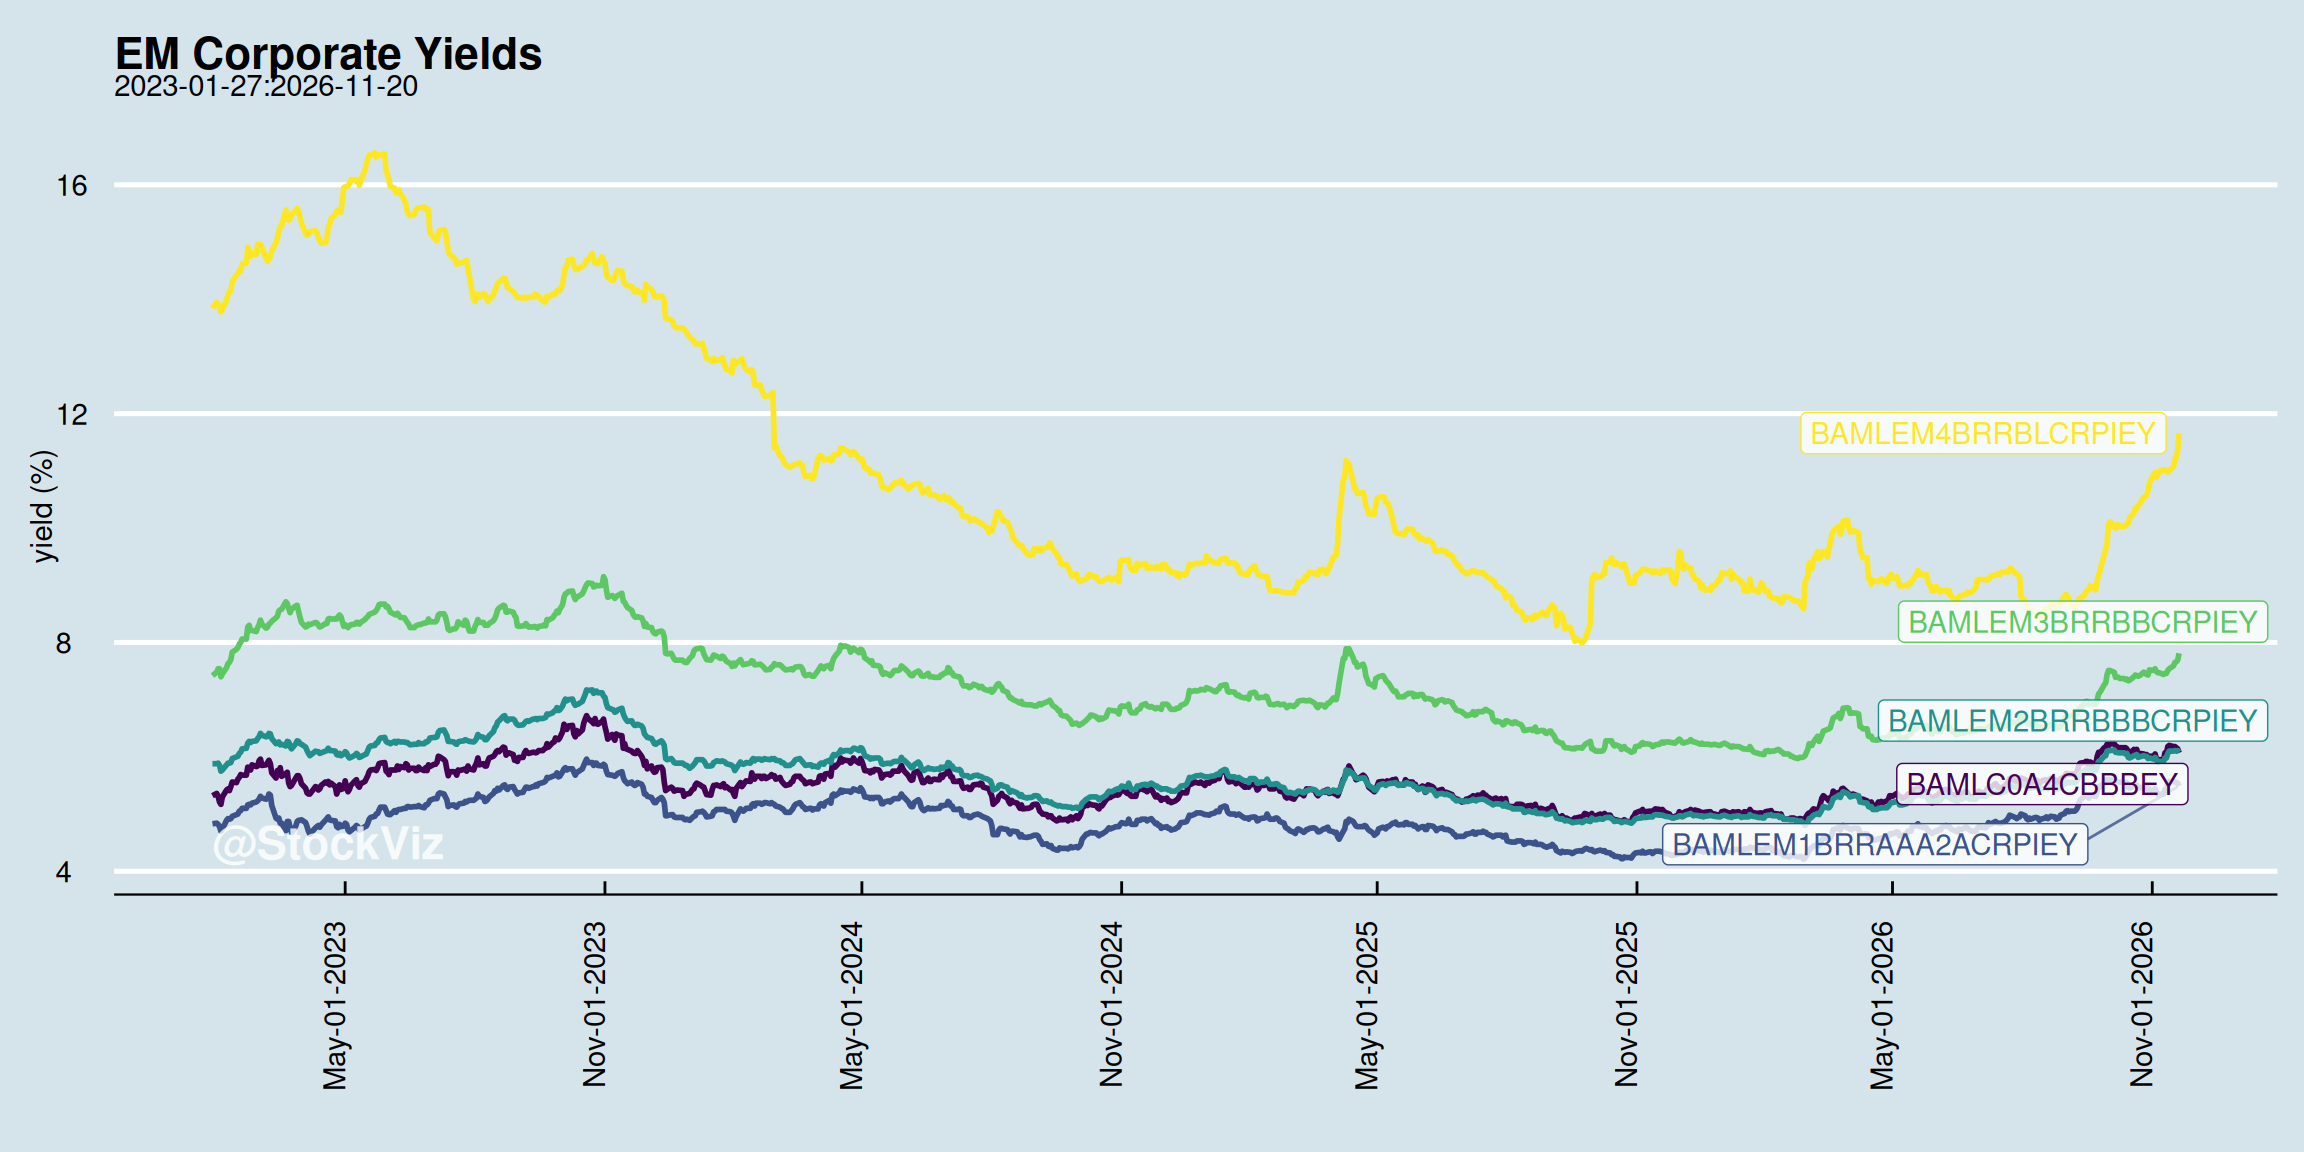 EM Corporate Yields
2023-01-27:2026-11-20
yield (%)
16
12
8
4
BAMLEM4BRRBLCRPIEY
BAMLEM3BRRBBCRPIEY
BAMLEM2BRRBBBCRPIEY
BAMLC0A4CBBBEY
BAMLEM1BRRAAA2ACRPIEY
@StockViz
May-01-2023
Nov-01-2023
May-01-2024
Nov-01-2024
May-01-2025
Nov-01-2025
May-01-2026
Nov-01-2026